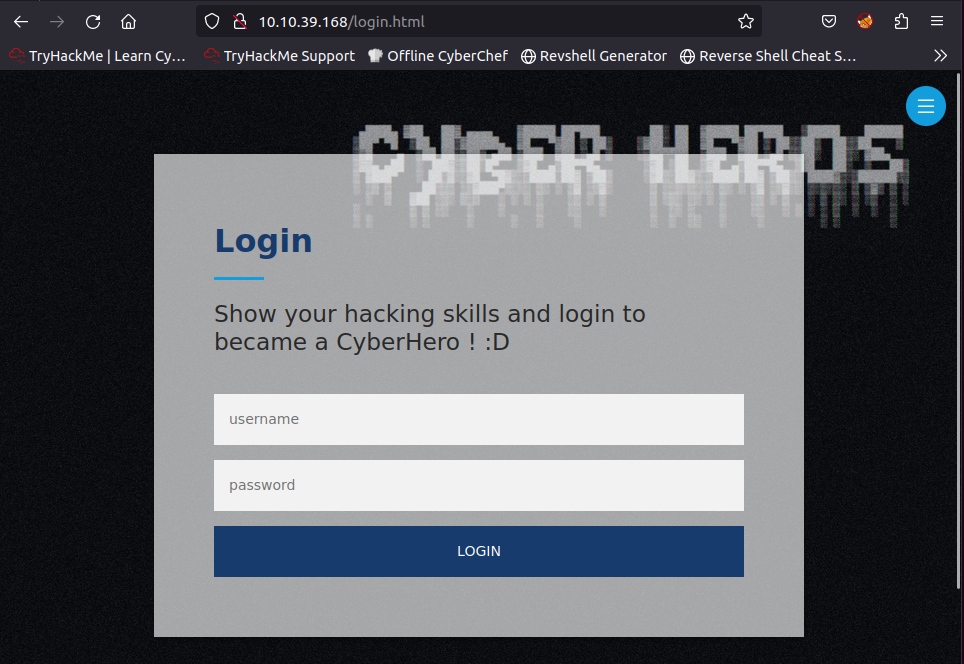 10.10.39.168/login.html
TryHackMe | Learn Cy... TryHackMe Support Offline CyberChef Revshell Generator Reverse Shell Cheat S...
CyBER HEROS
Login
Show your hacking skills and login to
became a CyberHero ! :D
username
password
LOGIN